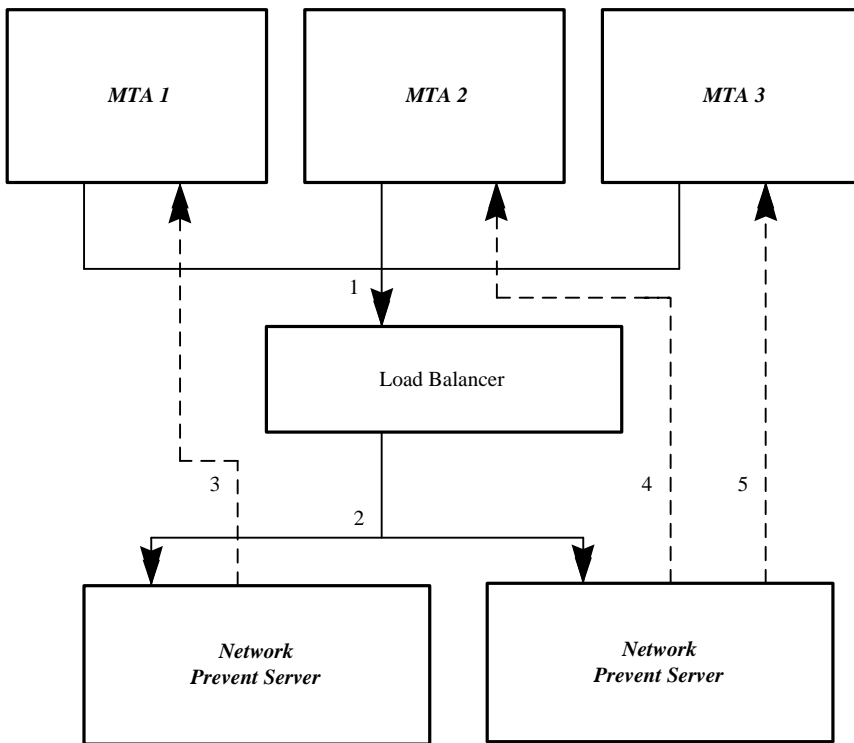 MTA 1
MTA 2
MTA 3
1
Load Balancer
3
4
5
2
Network
Prevent Server
Network
Prevent Server